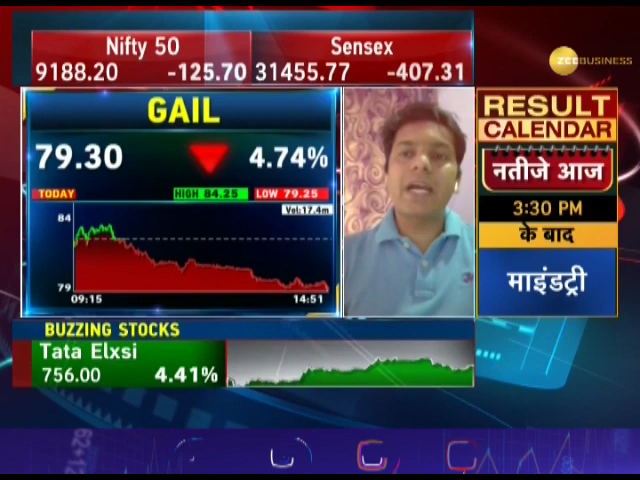 Nifty 50
9188.20 -125.70
Sensex
31455.77 -407.31
ZEEBUSINESS
GAIL
79.30 4.74%
TODAY HIGH 84.25 LOW 79.25
Vol:17.4m
84
79
09:15 14:51
RESULT
CALENDAR
नतीजे आज
3:30 PM
के बाद
माइंडट्री
BUZZING STOCKS
Tata Elxsi
756.00 4.41%